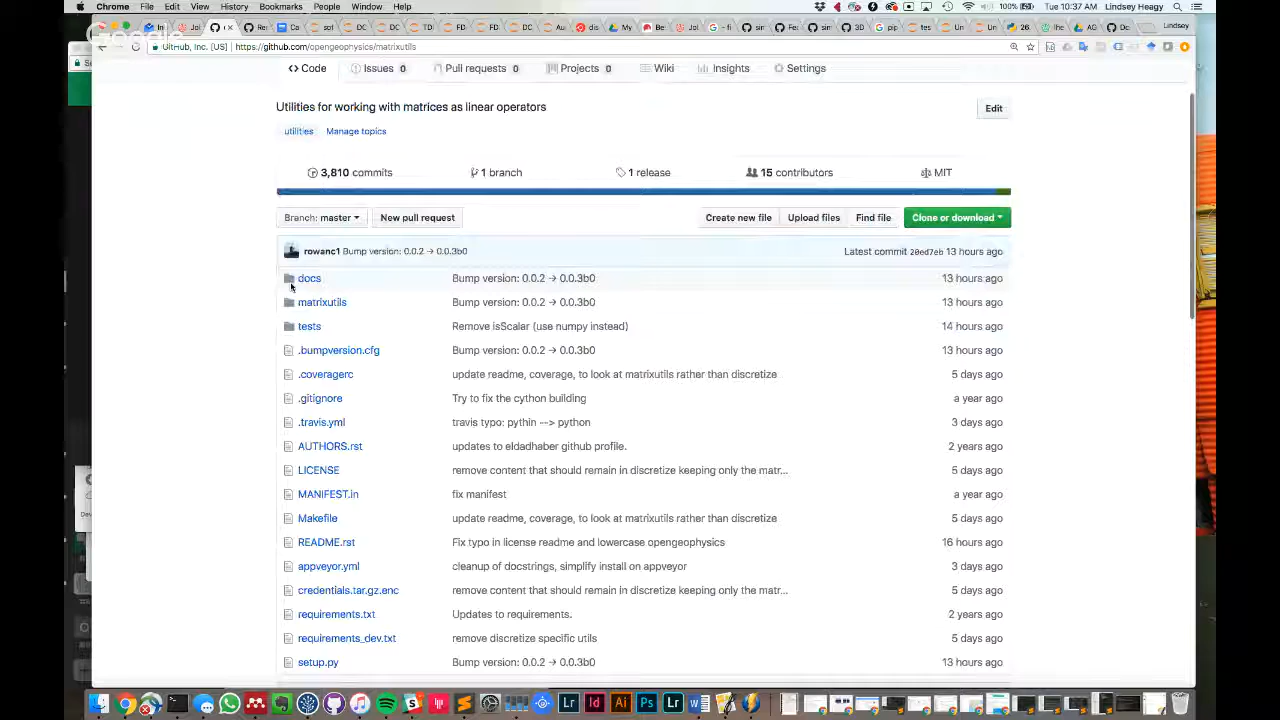 Chrome File Edit View History Bookmarks People Window Help 100% Tue 10:37 AM Lindsey Heagy
Lindsey
GitHub, Inc. [US] https://github.com/opengeophysics/matrixutils
Code Issues 0 Pull requests 0 Projects 0 Wiki Insights Settings
Utilities for working with matrices as linear operators Edit
utilities Manage topics
3,810 commits 1 branch 1 release 15 contributors MIT
Branch: master New pull request Create new file Upload files Find file Clone or download
rowanc1 Bump version: 0.0.2 → 0.0.3b0 Latest commit 20ed7eb 13 hours ago
docs Bump version: 0.0.2 → 0.0.3b0 13 hours ago
matrixutils Bump version: 0.0.2 → 0.0.3b0 13 hours ago
tests Remove isScalar (use numpy instead) 14 hours ago
.bumpversion.cfg Bump version: 0.0.2 → 0.0.3b0 13 hours ago
.coveragerc update readme, coverage, to look at matrixutils rather than discretize 5 days ago
.gitignore Try to fix the cython building a year ago
.travis.yml travis typo: pythin --> python 3 days ago
AUTHORS.rst updates to eldadhaber github profile. 2 years ago
LICENSE remove content that should remain in discretize keeping only the matr... 5 days ago
MANIFEST.in fix manifest a year ago
Makefile update readme, coverage, to look at matrixutils rather than discretize 5 days ago
README.rst Fix typo in license readme and lowercase opengeophysics 16 hours ago
appveyor.yml cleanup of docstrings, simplify install on appveyor 3 days ago
credentials.tar.gz.enc remove content that should remain in discretize keeping only the matr... 5 days ago
requirements.txt Updates to requirements. 2 years ago
requirements_dev.txt remove discretize specific utils 5 days ago
setup.py Bump version: 0.0.2 → 0.0.3b0 13 hours ago
Lr Id Ai Ps Lr W